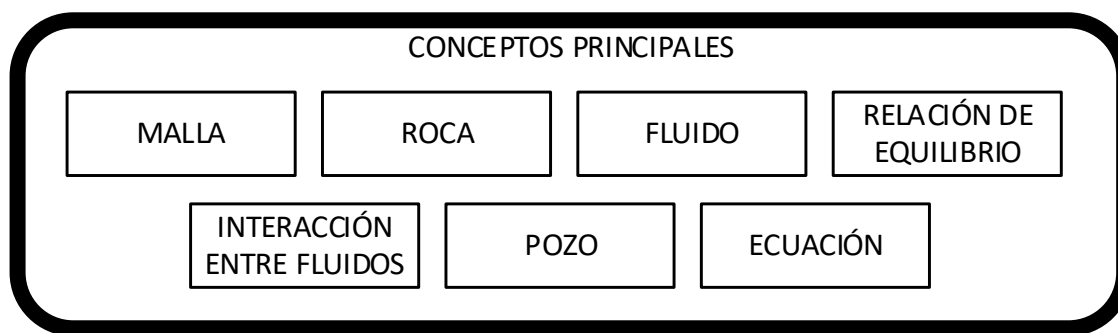 CONCEPTOS PRINCIPALES
MALLA
ROCA
FLUIDO
RELACIÓN DE
EQUILIBRIO
INTERACCIÓN
ENTRE FLUIDOS
POZO
ECUACIÓN